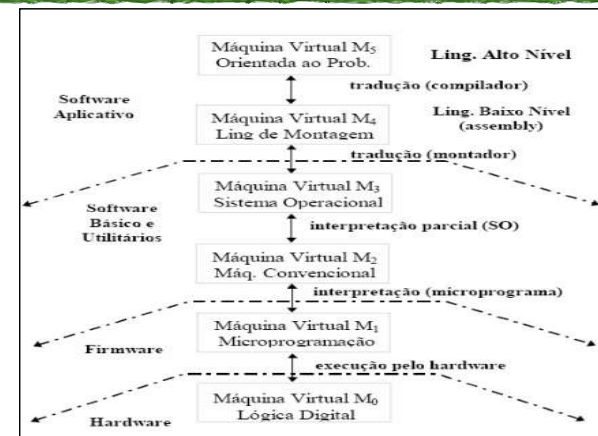 Máquina Virtual M5
Orientada ao Prob.
Ling. Alto Nível
tradução (compilador)
Software
Aplicativo
Máquina Virtual M4
Ling de Montagem
Ling. Baixo Nível
(assembly)
tradução (montador)
Máquina Virtual M3
Sistema Operacional
Software
Básico e
Utilitários
interpretação parcial (SO)
Máquina Virtual M2
Máq. Convencional
interpretação (microprograma)
Máquina Virtual M1
Microprogramação
Firmware
execução pelo hardware
Máquina Virtual M0
Lógica Digital
Hardware